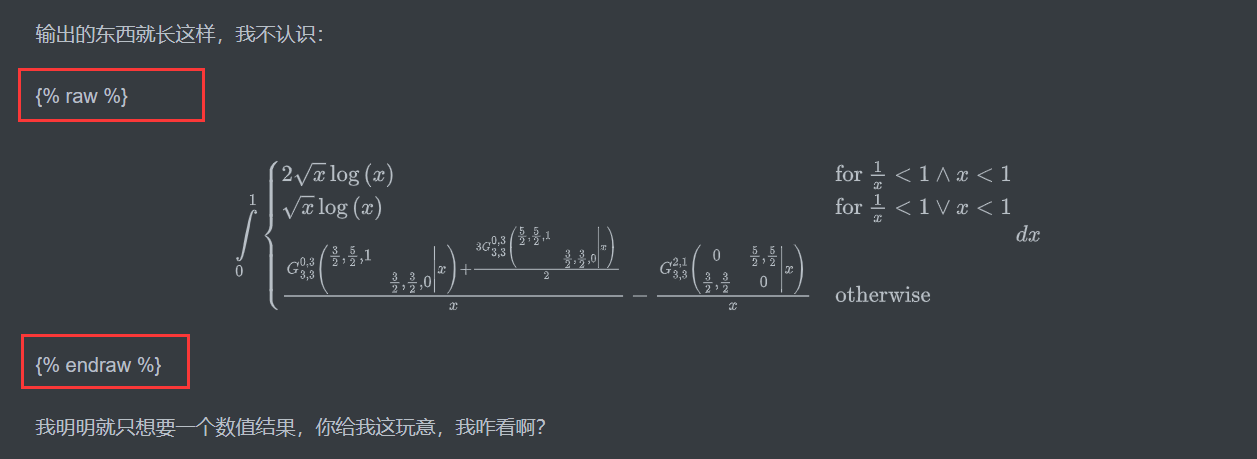 输出的东西就长这样，我不认识：
{% raw %}
\int\limits_{0}^{1} \begin{cases} 2\sqrt{x}\log(x) & \text{for } \frac{1}{x} < 1 \wedge x < 1 \\ \sqrt{x}\log(x) & \text{for } \frac{1}{x} < 1 \vee x < 1 \\ \frac{G_{3,3}^{0,3}\left(\begin{matrix} \frac{3}{2}, \frac{5}{2}, 1 & \\ & \frac{3}{2}, \frac{3}{2}, 0 \end{matrix} \middle| x \right) + \frac{3G_{3,3}^{0,3}\left(\begin{matrix} \frac{5}{2}, \frac{5}{2}, 1 & \\ & \frac{3}{2}, \frac{3}{2}, 0 \end{matrix} \middle| x \right)}{2}}{x} - \frac{G_{3,3}^{2,1}\left(\begin{matrix} 0 & \frac{5}{2}, \frac{5}{2} \\ \frac{3}{2}, \frac{3}{2} & 0 \end{matrix} \middle| x \right)}{x} & \text{otherwise} \end{cases} dx
{% endraw %}
我明明就只想要一个数值结果，你给我这玩意，我咋看啊？